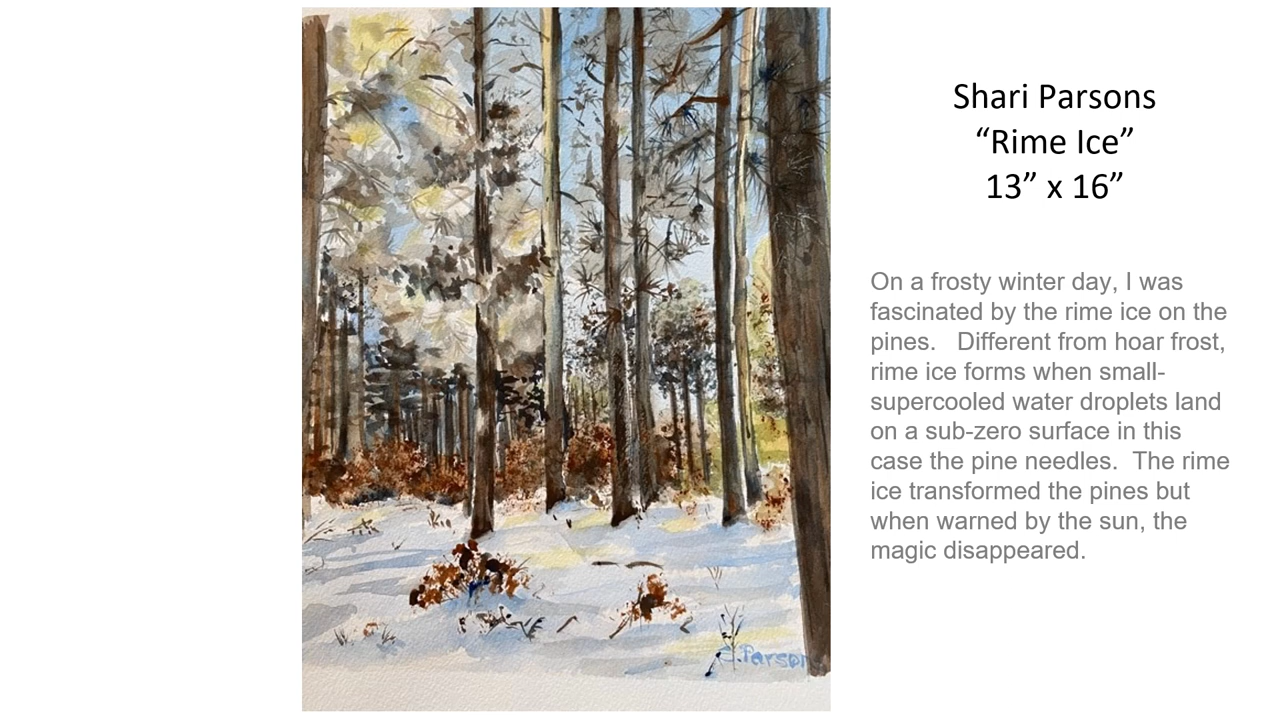 Shari Parsons
“Rime Ice”
13” x 16”
On a frosty winter day, I was
fascinated by the rime ice on the
pines.   Different from hoar frost,
rime ice forms when small-
supercooled water droplets land
on a sub-zero surface in this
case the pine needles.  The rime
ice transformed the pines but
when warned by the sun, the
magic disappeared.
S.Parson